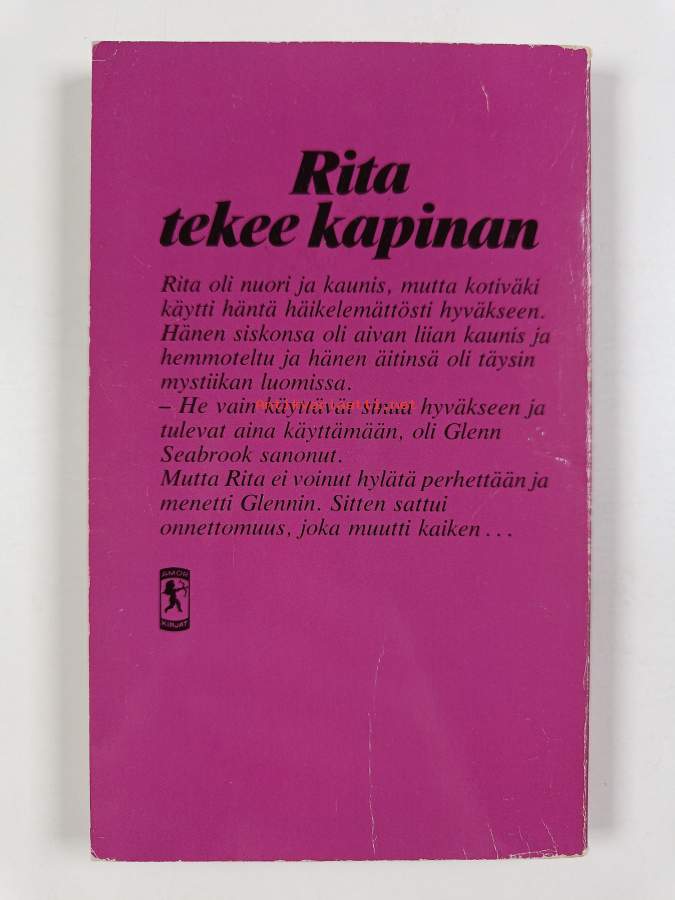 Rita
tekee kapinan
Rita oli nuori ja kaunis, mutta kotiväki
käytti häntä häikelemättösti hyväkseen.
Hänen siskonsa oli aivan liian kaunis ja
hemmoteltu ja hänen äitinsä oli täysin
mystiikan luomissa.
– He vain käyttävät sinua hyväkseen ja
tulevat aina käyttämään, oli Glenn
Seabrook sanonut.
Mutta Rita ei voinut hylätä perhettään ja
menetti Glennin. Sitten sattui
onnettomuus, joka muutti kaiken ...
AMOR
KIRJAT